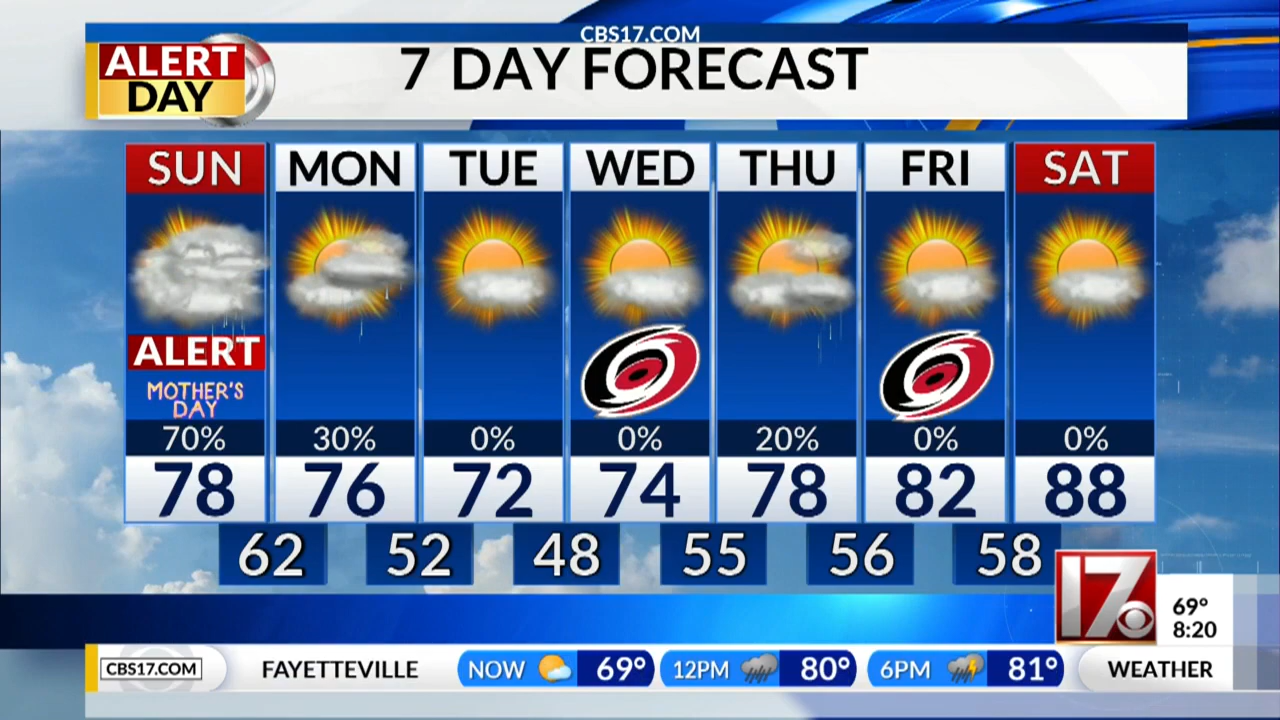 CBS17.COM
ALERT
DAY
7 DAY FORECAST
SUN MON TUE WED THU FRI SAT
ALERT
MOTHER'S
DAY
70% 30% 0% 0% 20% 0% 0%
78 76 72 74 78 82 88
62 52 48 55 56 58
17
69°
8:20
CBS17.COM FAYETTEVILLE NOW 69° 12PM 80° 6PM 81° WEATHER